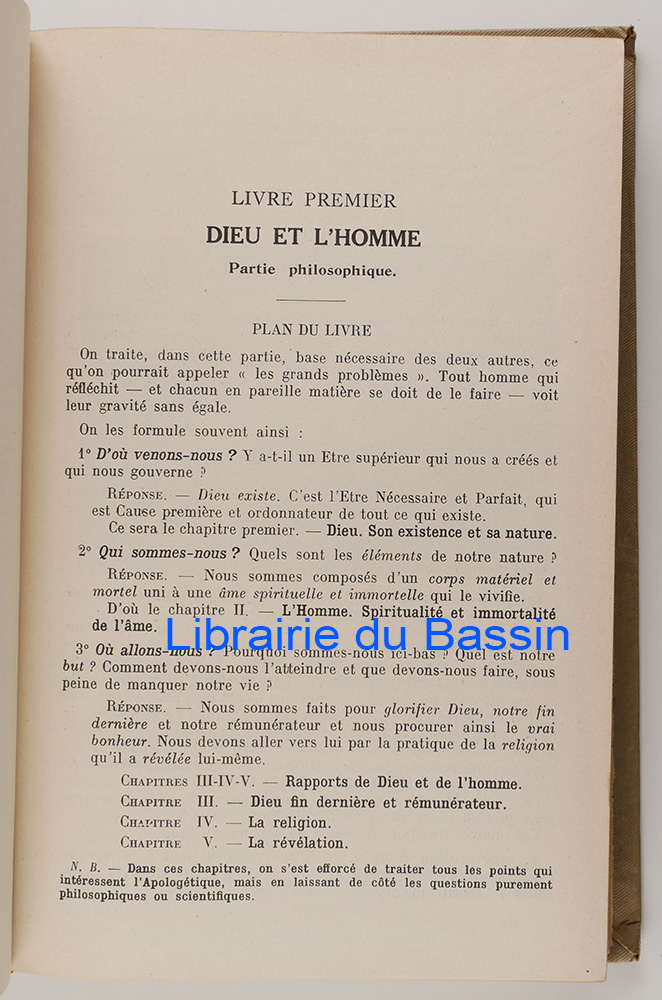 LIVRE PREMIER
DIEU ET L'HOMME
Partie philosophique.
PLAN DU LIVRE
On traite, dans cette partie, base nécessaire des deux autres, ce
qu'on pourrait appeler « les grands problèmes ». Tout homme qui
réfléchit — et chacun en pareille matière se doit de le faire — voit
leur gravité sans égale.
On les formule souvent ainsi :
1° D'où venons-nous ? Y a-t-il un Etre supérieur qui nous a créés et
qui nous gouverne ?
RÉPONSE. — Dieu existe. C'est l'Etre Nécessaire et Parfait, qui
est Cause première et ordonnateur de tout ce qui existe.
Ce sera le chapitre premier. — Dieu. Son existence et sa nature.
2° Qui sommes-nous ? Quels sont les éléments de notre nature ?
RÉPONSE. — Nous sommes composés d'un corps matériel et
mortel uni à une âme spirituelle et immortelle qui le vivifie.
D'où le chapitre II. — L'Homme. Spiritualité et immortalité
de l'âme.
Librairie du Bassin
3° Où allons-nous ? Pourquoi sommes-nous ici-bas ? Quel est notre
but ? Comment devons-nous l'atteindre et que devons-nous faire, sous
peine de manquer notre vie ?
RÉPONSE. — Nous sommes faits pour glorifier Dieu, notre fin
dernière et notre rémunérateur et nous procurer ainsi le vrai
bonheur. Nous devons aller vers lui par la pratique de la religion
qu'il a révélée lui-même.
CHAPITRES III-IV-V. — Rapports de Dieu et de l'homme.
CHAPITRE III. — Dieu fin dernière et rémunérateur.
CHAPITRE IV. — La religion.
CHAPITRE V. — La révélation.
N. B. — Dans ces chapitres, on s'est efforcé de traiter tous les points qui
intéressent l'Apologétique, mais en laissant de côté les questions purement
philosophiques ou scientifiques.